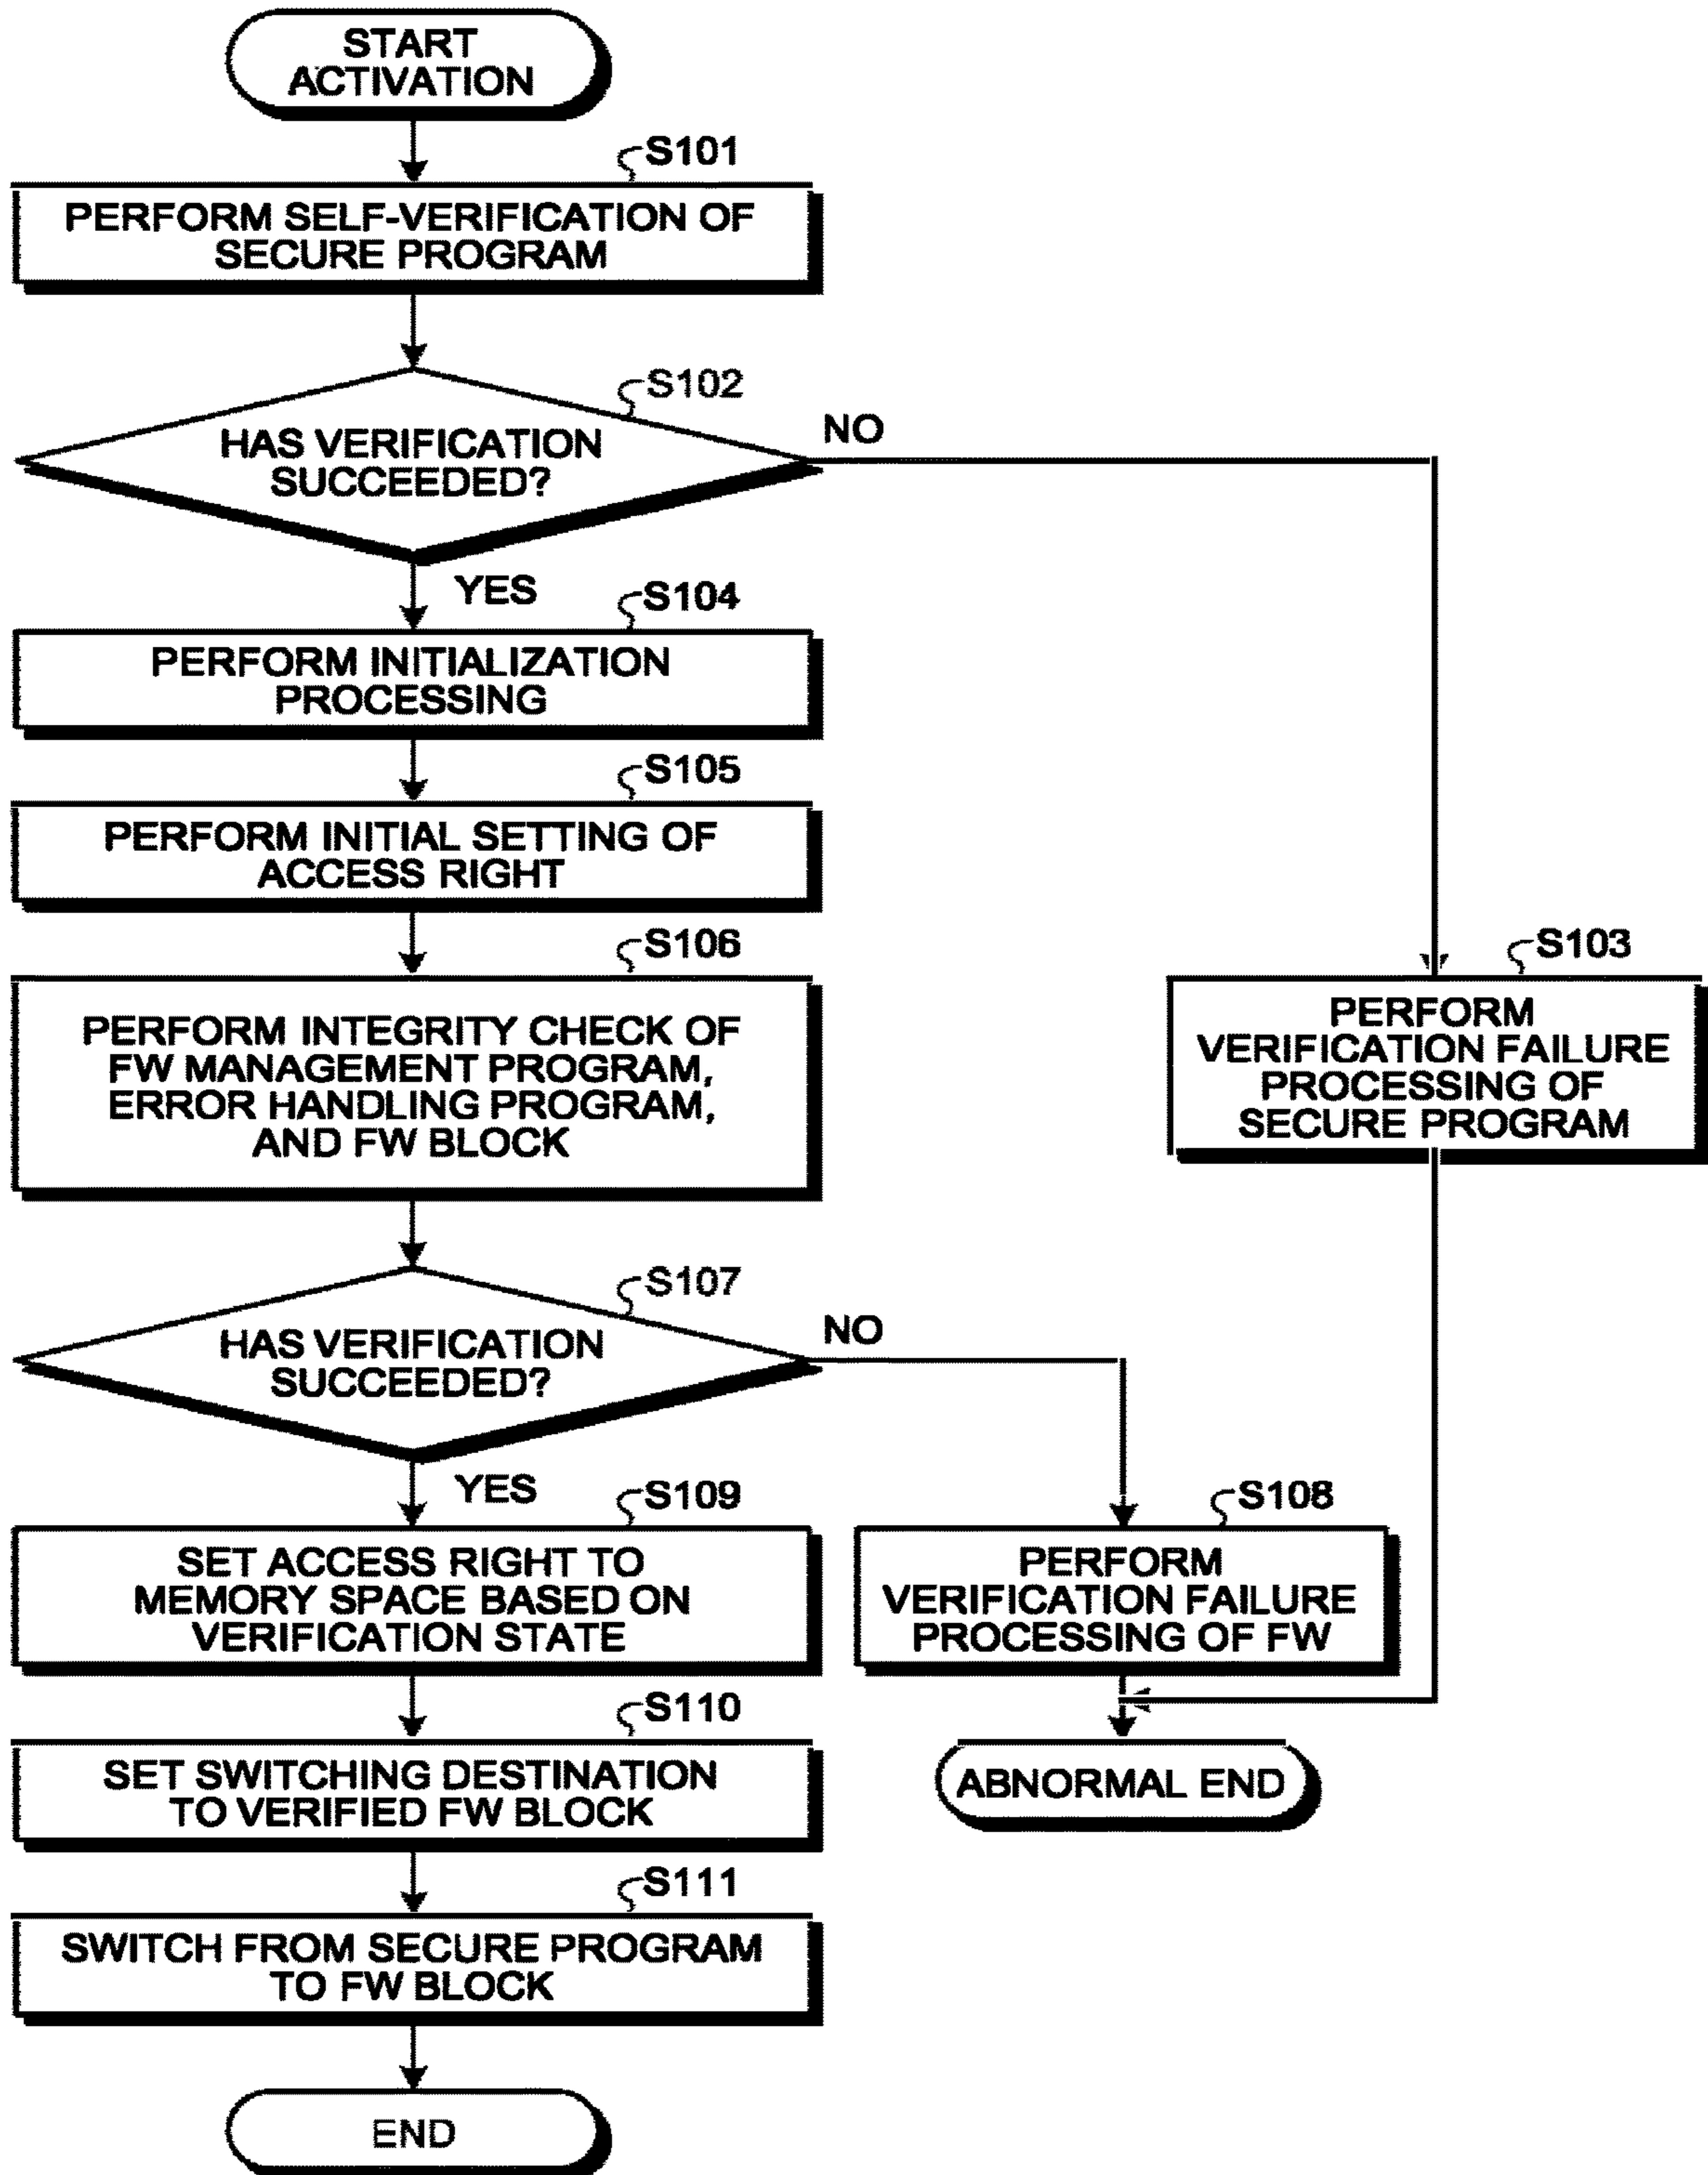 START
ACTIVATION
S101
PERFORM SELF-VERIFICATION OF
SECURE PROGRAM
S102
HAS VERIFICATION
SUCCEEDED?
NO
YES
S104
PERFORM INITIALIZATION
PROCESSING
S105
PERFORM INITIAL SETTING OF
ACCESS RIGHT
S106
PERFORM INTEGRITY CHECK OF
FW MANAGEMENT PROGRAM,
ERROR HANDLING PROGRAM,
AND FW BLOCK
S103
PERFORM
VERIFICATION FAILURE
PROCESSING OF
SECURE PROGRAM
S107
HAS VERIFICATION
SUCCEEDED?
NO
YES
S109
SET ACCESS RIGHT TO
MEMORY SPACE BASED ON
VERIFICATION STATE
S108
PERFORM
VERIFICATION FAILURE
PROCESSING OF FW
S110
SET SWITCHING DESTINATION
TO VERIFIED FW BLOCK
ABNORMAL END
S111
SWITCH FROM SECURE PROGRAM
TO FW BLOCK
END